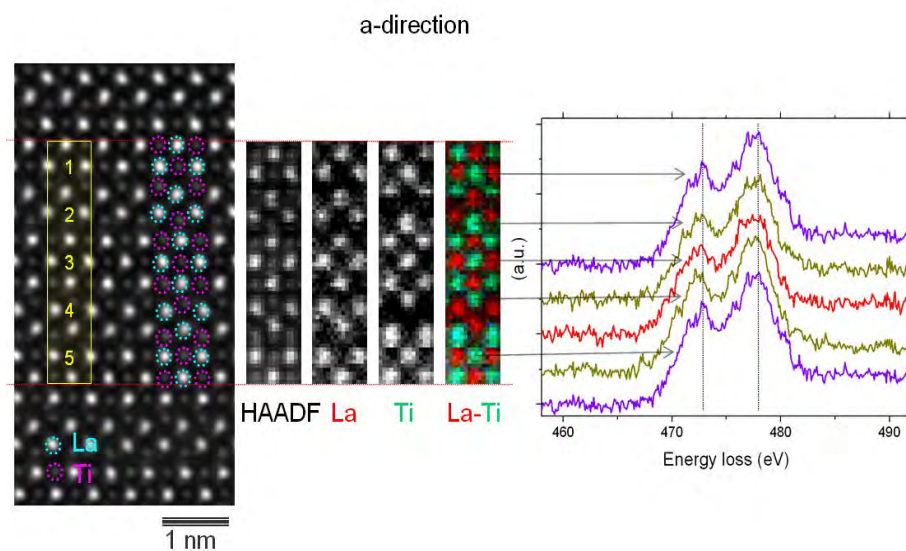 a-direction
1
2
3
4
5
La
Ti
1 nm
HAADF
La
Ti
La-Ti
(a.u.)
460
470
480
490
Energy loss (eV)